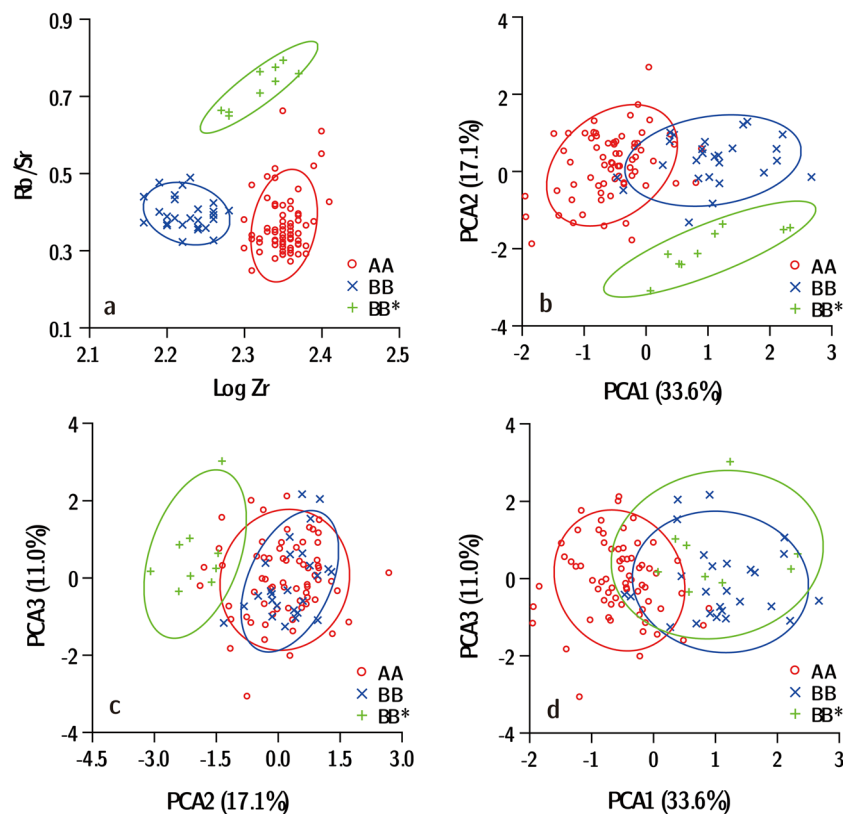 0.9
0.7
0.5
0.3
0.1
Rb/Sr
2.1 2.2 2.3 2.4 2.5
Log Zr
a
AA
BB
BB*
4
2
0
-2
-4
PCA2 (17.1%)
-2 -1 0 1 2 3
PCA1 (33.6%)
b
AA
BB
BB*
4
2
0
-2
-4
PCA3 (11.0%)
-4.5 -3.0 -1.5 0.0 1.5 3.0
PCA2 (17.1%)
c
AA
BB
BB*
4
2
0
-2
-4
PCA3 (11.0%)
-2 -1 0 1 2 3
PCA1 (33.6%)
d
AA
BB
BB*